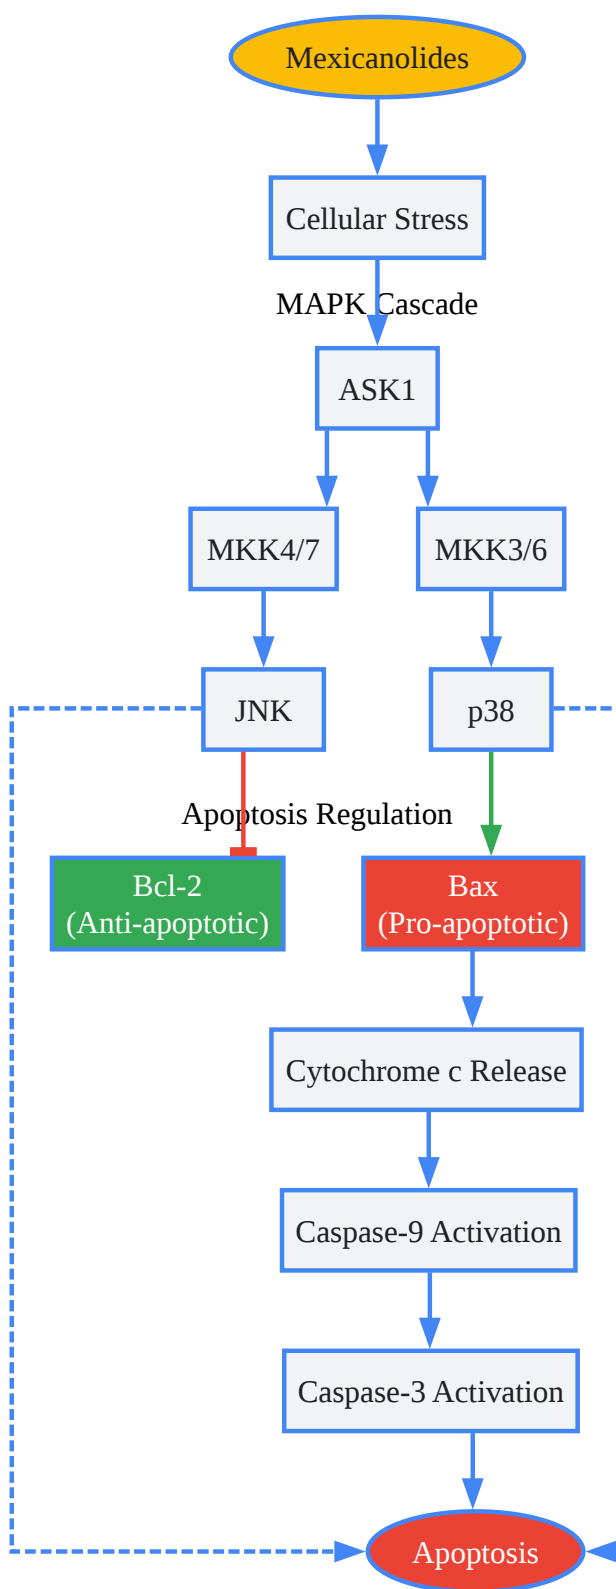 Mexicanolides
Cellular Stress
MAPK Cascade
ASK1
MKK4/7
MKK3/6
JNK
p38
Apoptosis Regulation
Bcl-2
(Anti-apoptotic)
Bax
(Pro-apoptotic)
Cytochrome c Release
Caspase-9 Activation
Caspase-3 Activation
Apoptosis